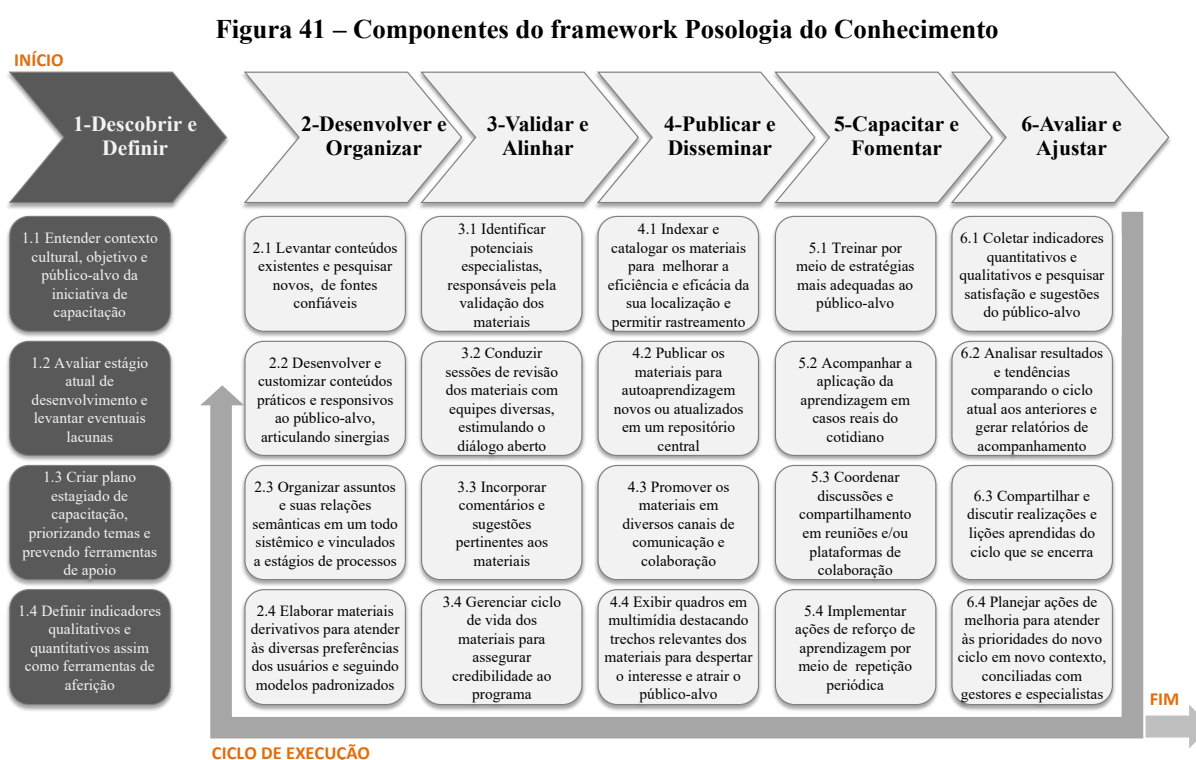 Figura 41 – Componentes do framework Posologia do Conhecimento
INÍCIO
1-Descobrir e
Definir
2-Desenvolver e
Organizar
3-Validar e
Alinhar
4-Publicar e
Disseminar
5-Capacitar e
Fomentar
6-Avaliar e
Ajustar
1.1 Entender contexto
cultural, objetivo e
público-alvo da
iniciativa de
capacitação
2.1 Levantar conteúdos
existentes e pesquisar
novos, de fontes
confiáveis
3.1 Identificar
potenciais
especialistas,
responsáveis pela
validação dos
materiais
4.1 Indexar e
catalogar os materiais
para melhorar a
eficiência e eficácia da
sua localização e
permitir rastreamento
5.1 Treinar por
meio de estratégias
mais adequadas ao
público-alvo
6.1 Coletar indicadores
quantitativos e
qualitativos e pesquisar
satisfação e sugestões
do público-alvo
1.2 Avaliar estágio
atual de
desenvolvimento e
levantar eventuais
lacunas
2.2 Desenvolver e
customizar conteúdos
práticos e responsivos
ao público-alvo,
articulando sinergias
3.2 Conduzir
sessões de revisão
dos materiais com
equipes diversas,
estimulando o
diálogo aberto
4.2 Publicar os
materiais para
autoaprendizagem
novos ou atualizados
em um repositório
central
5.2 Acompanhar a
aplicação da
aprendizagem em
casos reais do
cotidiano
6.2 Analisar resultados
e tendências
comparando o ciclo
atual aos anteriores e
gerar relatórios de
acompanhamento
1.3 Criar plano
estagiado de
capacitação,
priorizando temas e
prevendo ferramentas
de apoio
2.3 Organizar assuntos
e suas relações
semânticas em um todo
sistêmico e vinculados
a estágios de processos
3.3 Incorporar
comentários e
sugestões
pertinentes aos
materiais
4.3 Promover os
materiais em
diversos canais de
comunicação e
colaboração
5.3 Coordenar
discussões e
compartilhamento
em reuniões e/ou
plataformas de
colaboração
6.3 Compartilhar e
discutir realizações e
lições aprendidas do
ciclo que se encerra
1.4 Definir indicadores
qualitativos e
quantitativos assim
como ferramentas de
aferição
2.4 Elaborar materiais
derivativos para atender
às diversas preferências
dos usuários e seguindo
modelos padronizados
3.4 Gerenciar ciclo
de vida dos
materiais para
assegurar
credibilidade ao
programa
4.4 Exibir quadros em
multimídia destacando
trechos relevantes dos
materiais para despertar
o interesse e atrair o
público-alvo
5.4 Implementar
ações de reforço de
aprendizagem por
meio de repetição
periódica
6.4 Planejar ações de
melhoria para atender
às prioridades do novo
ciclo em novo contexto,
conciliadas com
gestores e especialistas
FIM
CICLO DE EXECUÇÃO